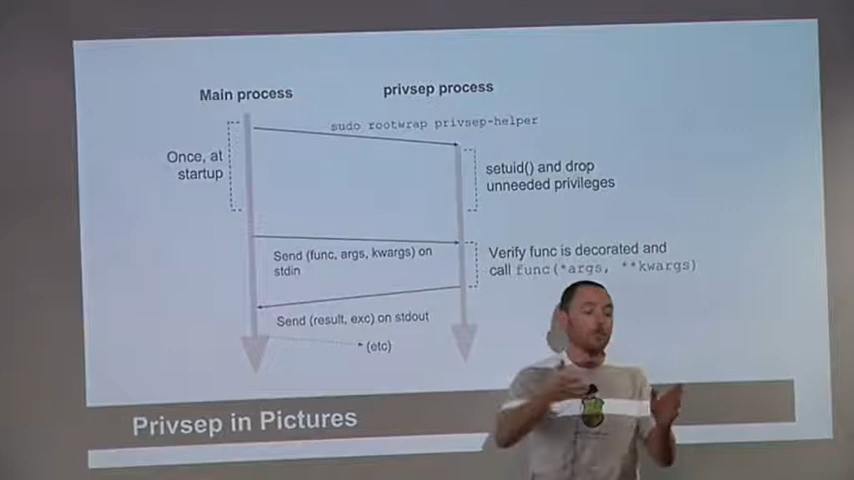 Main process
privsep process
sudo rootwrap privsep-helper
Once, at
startup
setuid() and drop
unneeded privileges
Send (func, args, kwargs) on
stdin
Verify func is decorated and
call func(*args, **kwargs)
Send (result, exc) on stdout
(etc)
Privsep in Pictures